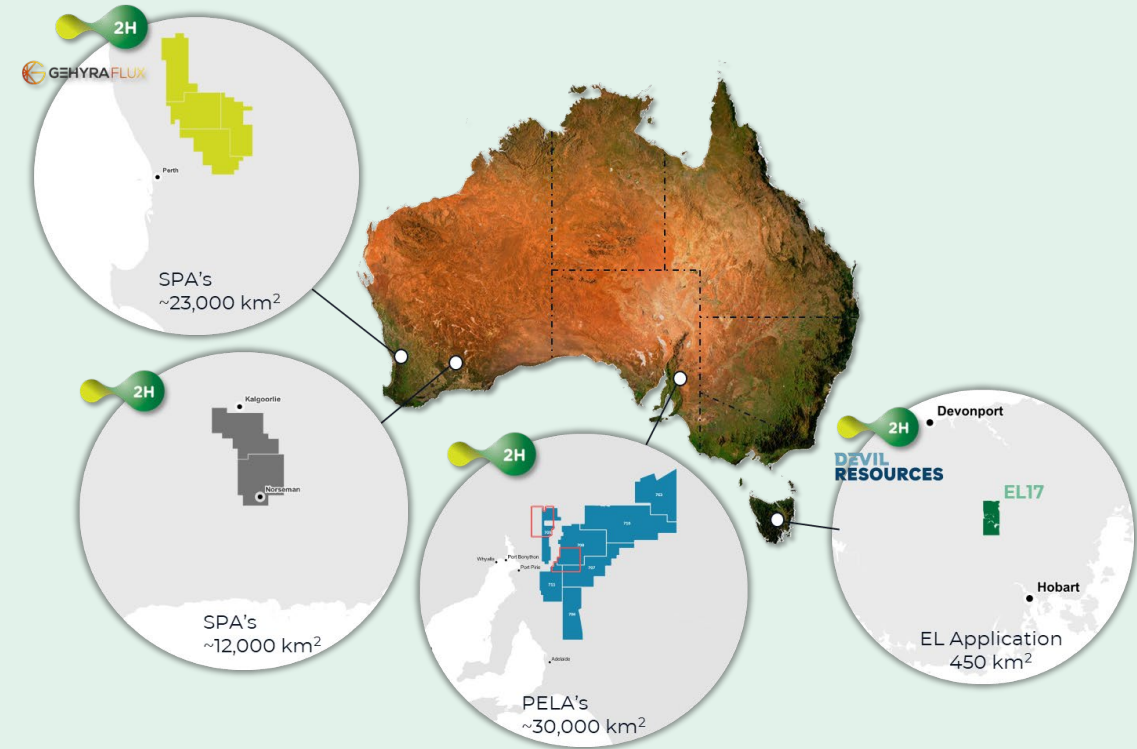 2H
GEHYRAFLUX
Perth
SPA's
~23,000 km²
2H
Kalgoorlie
Norseman
SPA's
~12,000 km²
2H
Whyalla
Port Bonython
Port Pirie
Adelaide
PELA's
~30,000 km²
2H
DEVIL
RESOURCES
Devonport
EL17
Hobart
EL Application
450 km²